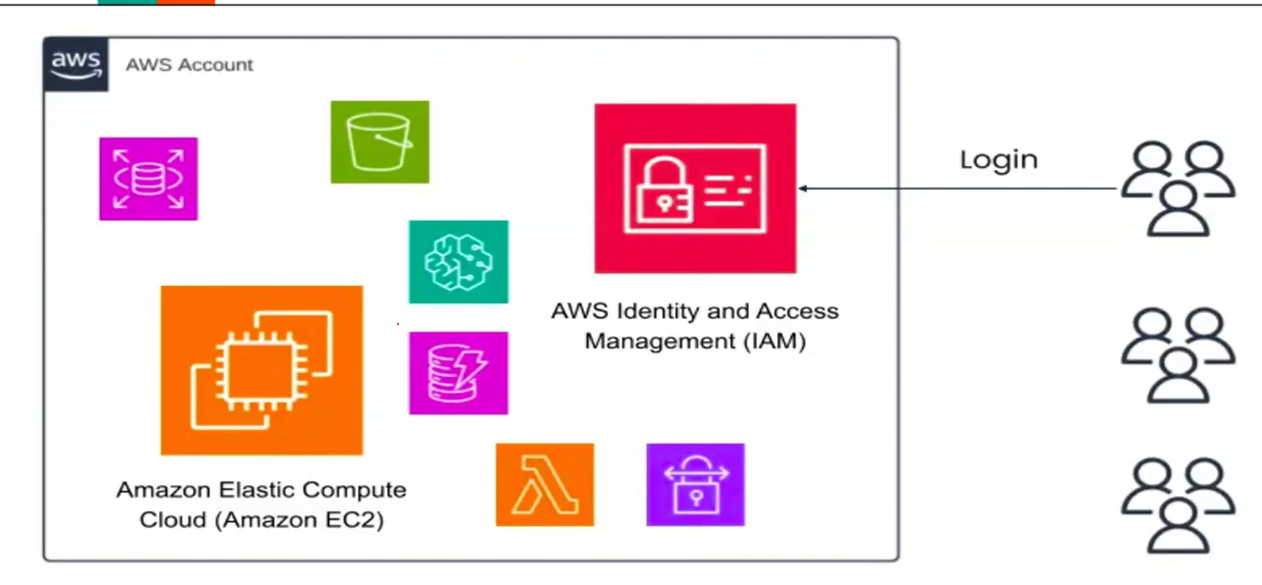 aws
AWS Account
Login
AWS Identity and Access
Management (IAM)
Amazon Elastic Compute
Cloud (Amazon EC2)